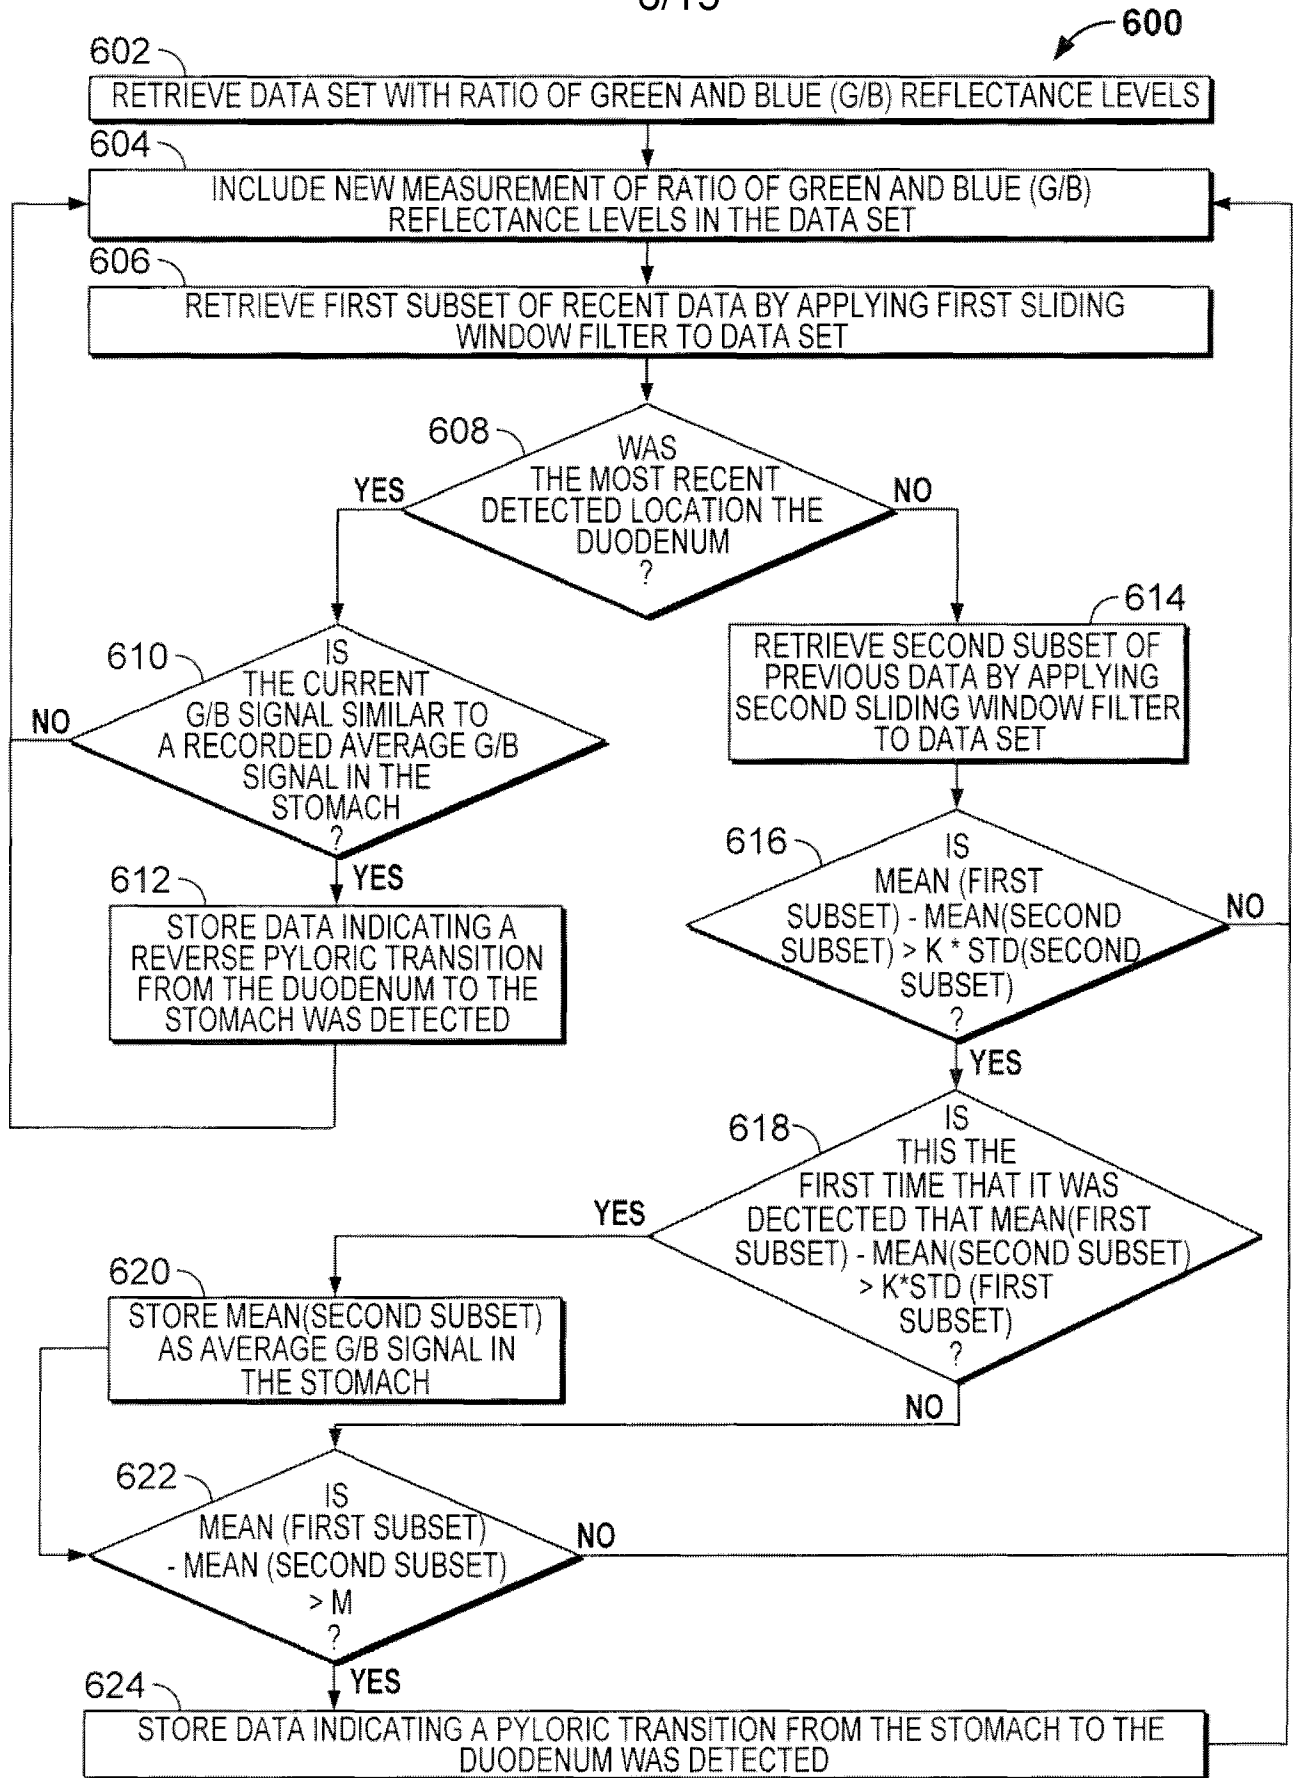 600
602
RETRIEVE DATA SET WITH RATIO OF GREEN AND BLUE (G/B) REFLECTANCE LEVELS
604
INCLUDE NEW MEASUREMENT OF RATIO OF GREEN AND BLUE (G/B)
REFLECTANCE LEVELS IN THE DATA SET
606
RETRIEVE FIRST SUBSET OF RECENT DATA BY APPLYING FIRST SLIDING
WINDOW FILTER TO DATA SET
608
WAS
THE MOST RECENT
DETECTED LOCATION THE
DUODENUM
?
YES
NO
610
IS
THE CURRENT
G/B SIGNAL SIMILAR TO
A RECORDED AVERAGE G/B
SIGNAL IN THE
STOMACH
?
NO
YES
612
STORE DATA INDICATING A
REVERSE PYLORIC TRANSITION
FROM THE DUODENUM TO THE
STOMACH WAS DETECTED
614
RETRIEVE SECOND SUBSET OF
PREVIOUS DATA BY APPLYING
SECOND SLIDING WINDOW FILTER
TO DATA SET
616
IS
MEAN (FIRST
SUBSET) - MEAN(SECOND
SUBSET) > K * STD(SECOND
SUBSET)
?
NO
YES
618
IS
THIS THE
FIRST TIME THAT IT WAS
DECTECTED THAT MEAN(FIRST
SUBSET) - MEAN(SECOND SUBSET)
> K*STD (FIRST
SUBSET)
?
YES
NO
620
STORE MEAN(SECOND SUBSET)
AS AVERAGE G/B SIGNAL IN
THE STOMACH
622
IS
MEAN (FIRST SUBSET)
- MEAN (SECOND SUBSET)
> M
?
NO
YES
624
STORE DATA INDICATING A PYLORIC TRANSITION FROM THE STOMACH TO THE
DUODENUM WAS DETECTED